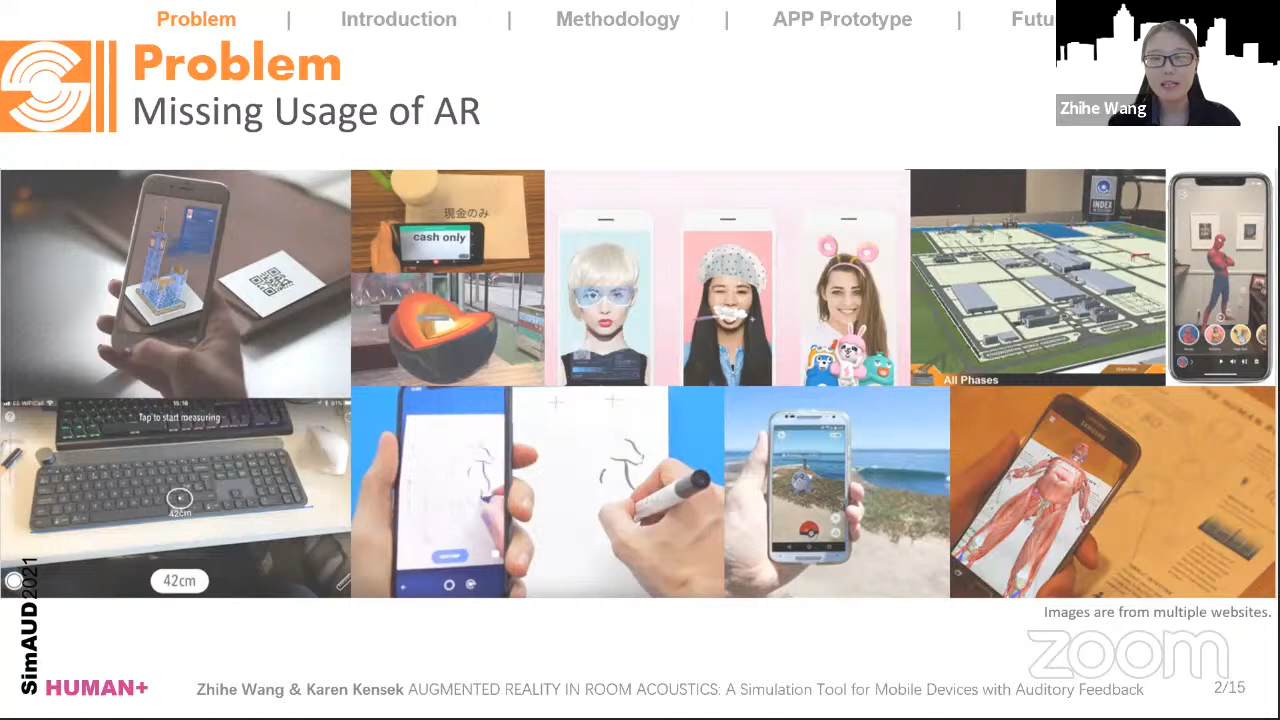 Problem | Introduction | Methodology | APP Prototype | Futu
Problem
Missing Usage of AR
Zhihe Wang
現金のみ
cash only
INDEX
All Phases
SAMSUNG
Tap to start measuring
42cm
42cm
Images are from multiple websites.
zoom
SimAUD2021
HUMAN+
Zhihe Wang & Karen Kensek AUGMENTED REALITY IN ROOM ACOUSTICS: A Simulation Tool for Mobile Devices with Auditory Feedback
2/15